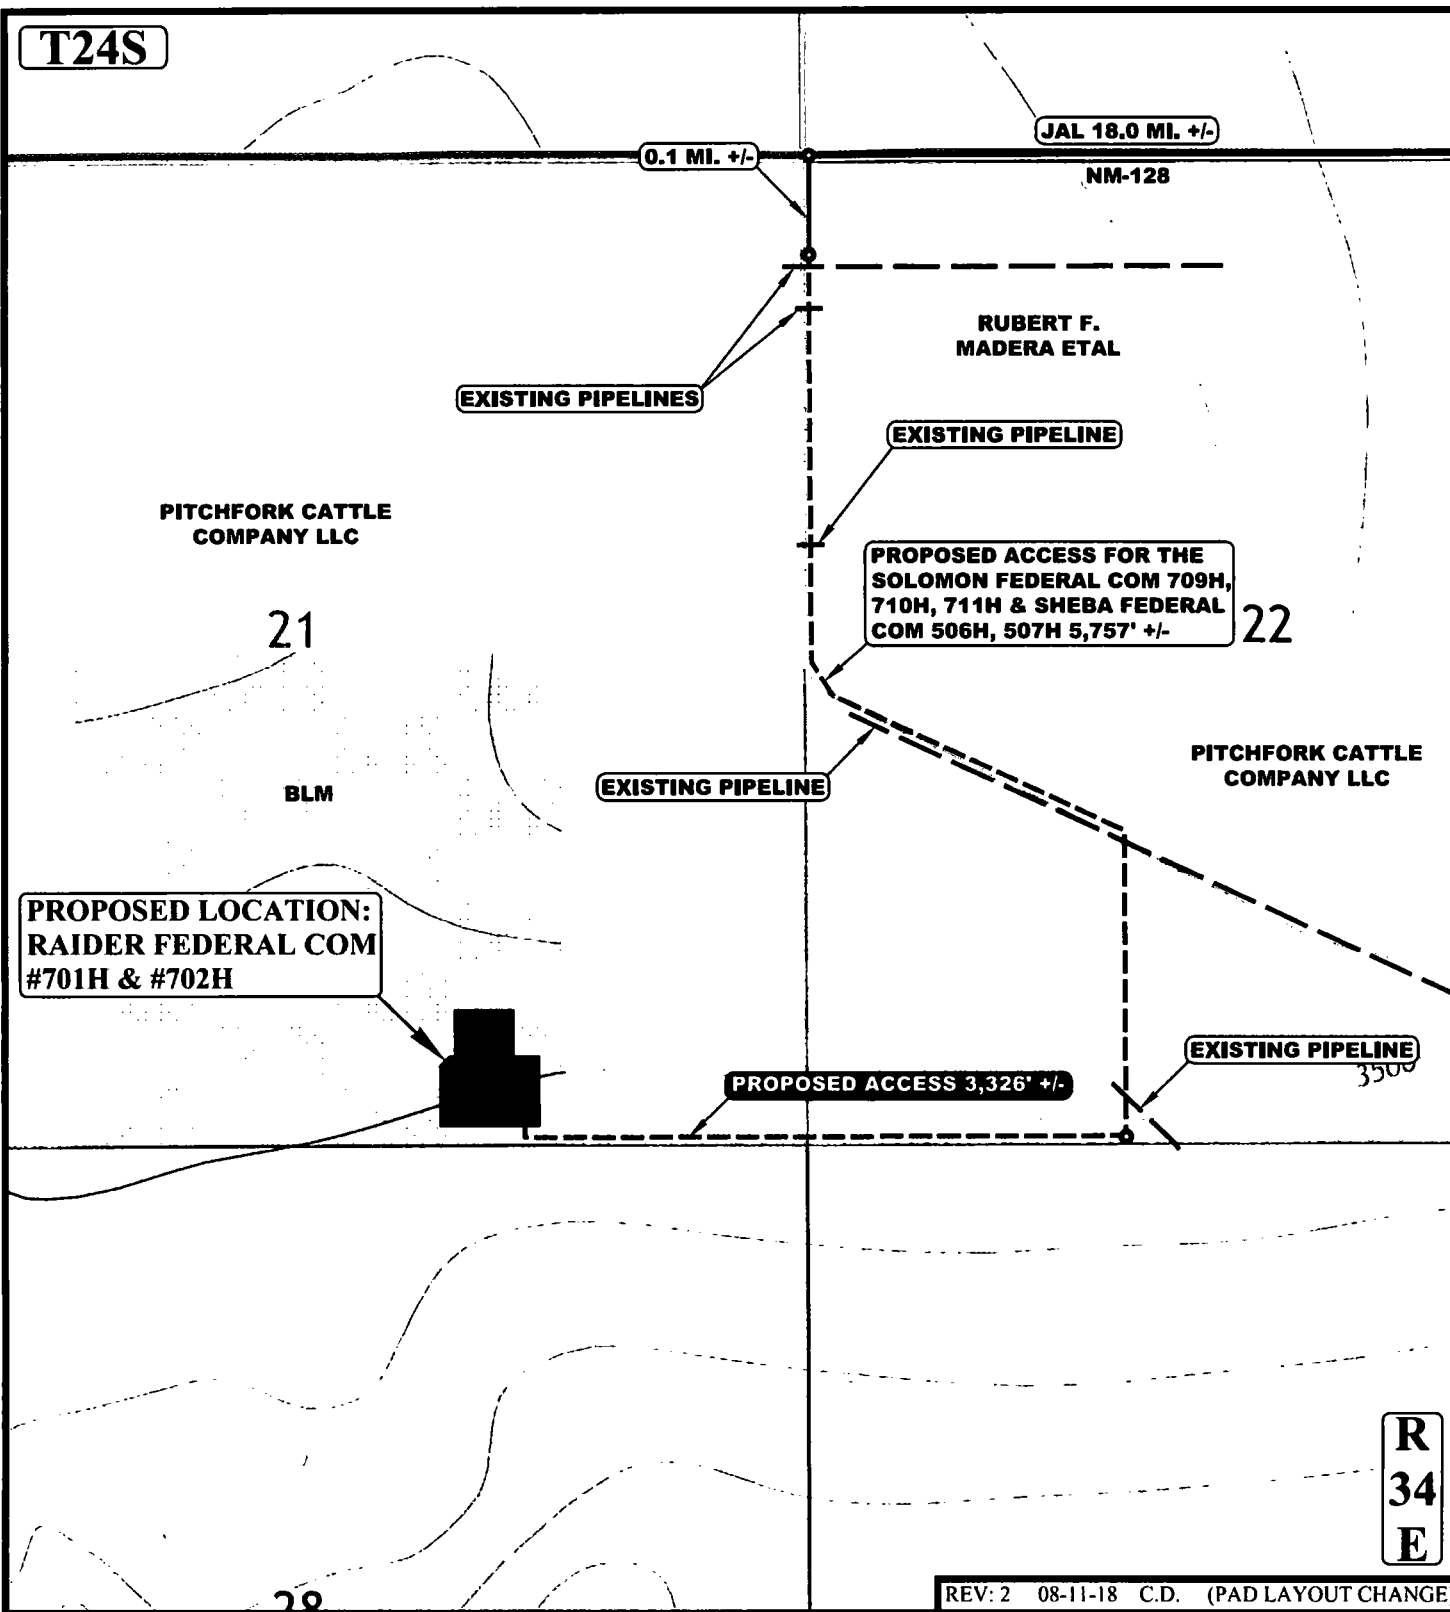 T24S
JAL 18.0 MI. +/-
0.1 MI. +/-
NM-128
RUBERT F.
MADERA ETAL
EXISTING PIPELINES
EXISTING PIPELINE
PITCHFORK CATTLE
COMPANY LLC
PROPOSED ACCESS FOR THE
SOLOMON FEDERAL COM 709H,
710H, 711H & SHEBA FEDERAL
COM 506H, 507H 5,757' +/-
21
22
PITCHFORK CATTLE
COMPANY LLC
EXISTING PIPELINE
BLM
PROPOSED LOCATION:
RAIDER FEDERAL COM
#701H & #702H
EXISTING PIPELINE
3500
PROPOSED ACCESS 3,326' +/-
R
34
E
28
REV: 2 08-11-18 C.D. (PAD LAYOUT CHANGE